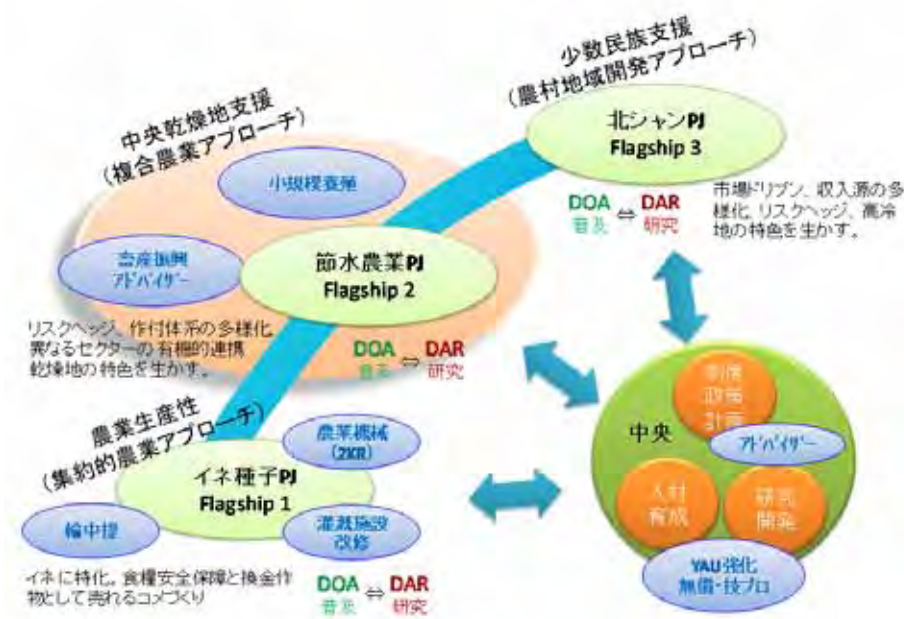 少数民族支援
（農村地域開発アプローチ）
北シャンPJ
Flagship 3
DOA ⇔ DAR
普及 研究
市場ドリブン、収入源の多
様化、リスクヘッジ、高冷
地の特色を生かす。
中央乾燥地支援
（複合農業アプローチ）
小規模養殖
畜産振興
アドバイザー
節水農業PJ
Flagship 2
リスクヘッジ、作付体系の多様化
異なるセクターの有機的連携
乾燥地の特色を生かす。
DOA ⇔ DAR
普及 研究
農業生産性
（集約的農業アプローチ）
農業機械
(2KR)
イネ種子PJ
Flagship 1
輪中堤
灌漑施設
改修
イネに特化。食糧安全保障と換金作
物として売れるコメづくり
DOA ⇔ DAR
普及 研究
中央
制度
政策
計画
アドバイザー
人材
育成
研究
開発
YAU強化
無償・技プロ